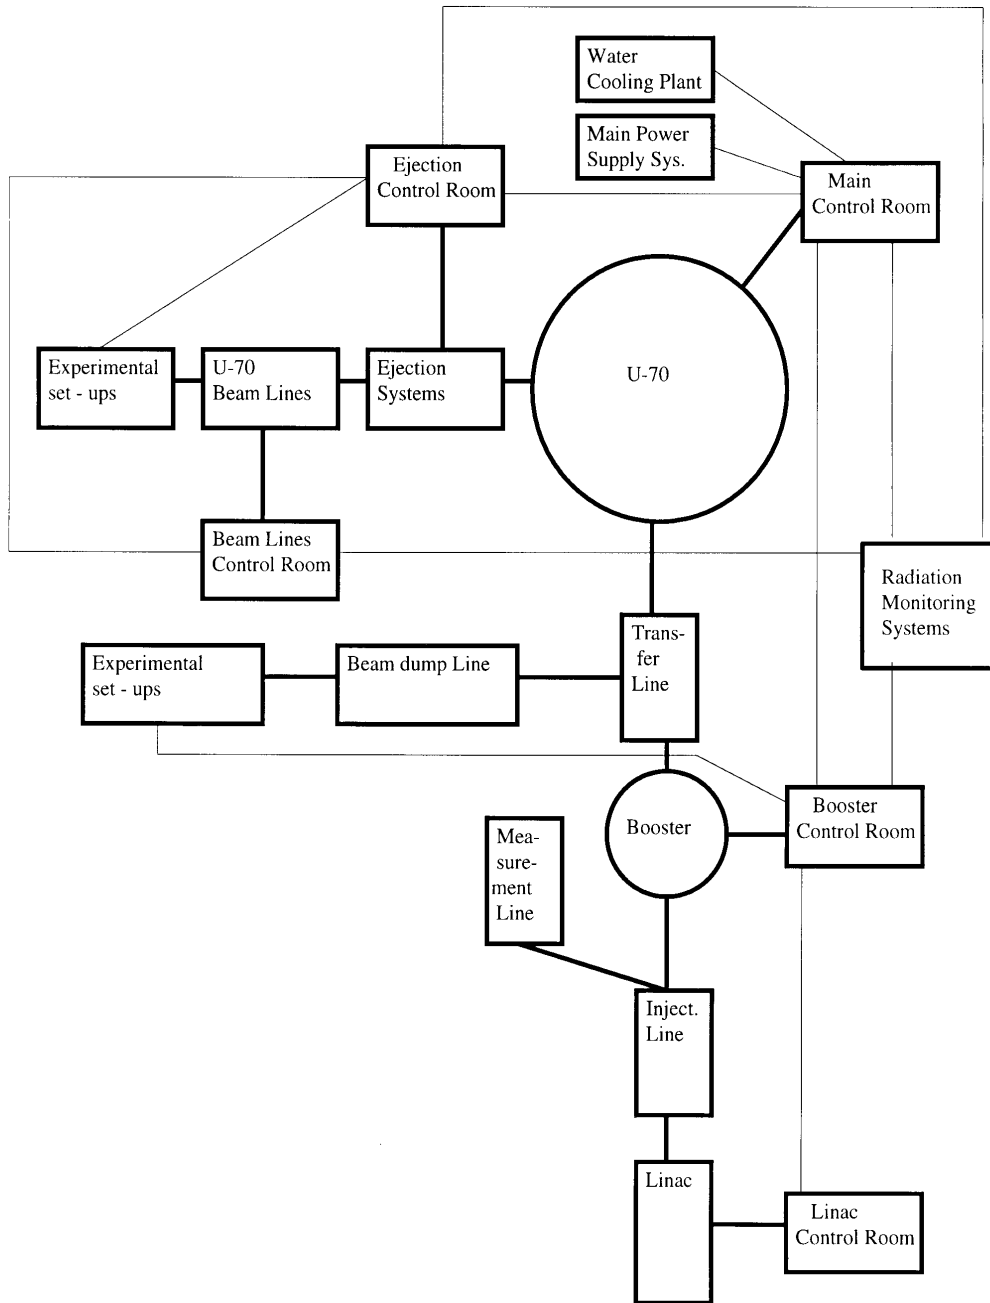 Water
Cooling Plant
Main Power
Supply Sys.
Ejection
Control Room
Main
Control Room
Experimental
set - ups
U-70
Beam Lines
Ejection
Systems
U-70
Beam Lines
Control Room
Radiation
Monitoring
Systems
Trans-
fer
Line
Experimental
set - ups
Beam dump Line
Booster
Booster
Control Room
Mea-
sure-
ment
Line
Inject.
Line
Linac
Linac
Control Room